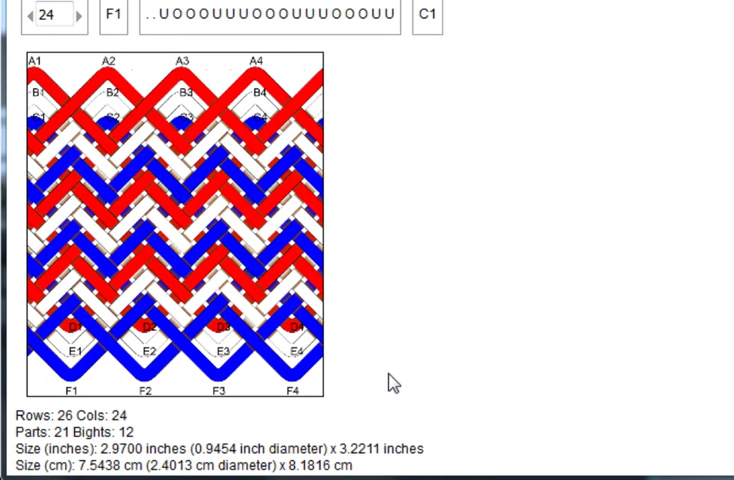 24 F1 ..UOOOUUUOOOUUUOOOUU C1
A1 A2 A3 A4
B1 B2 B3 B4
C1 C2 C3 C4
D1 D2 D3 D4
E1 E2 E3 E4
F1 F2 F3 F4
Rows: 26 Cols: 24
Parts: 21 Bights: 12
Size (inches): 2.9700 inches (0.9454 inch diameter) x 3.2211 inches
Size (cm): 7.5438 cm (2.4013 cm diameter) x 8.1816 cm